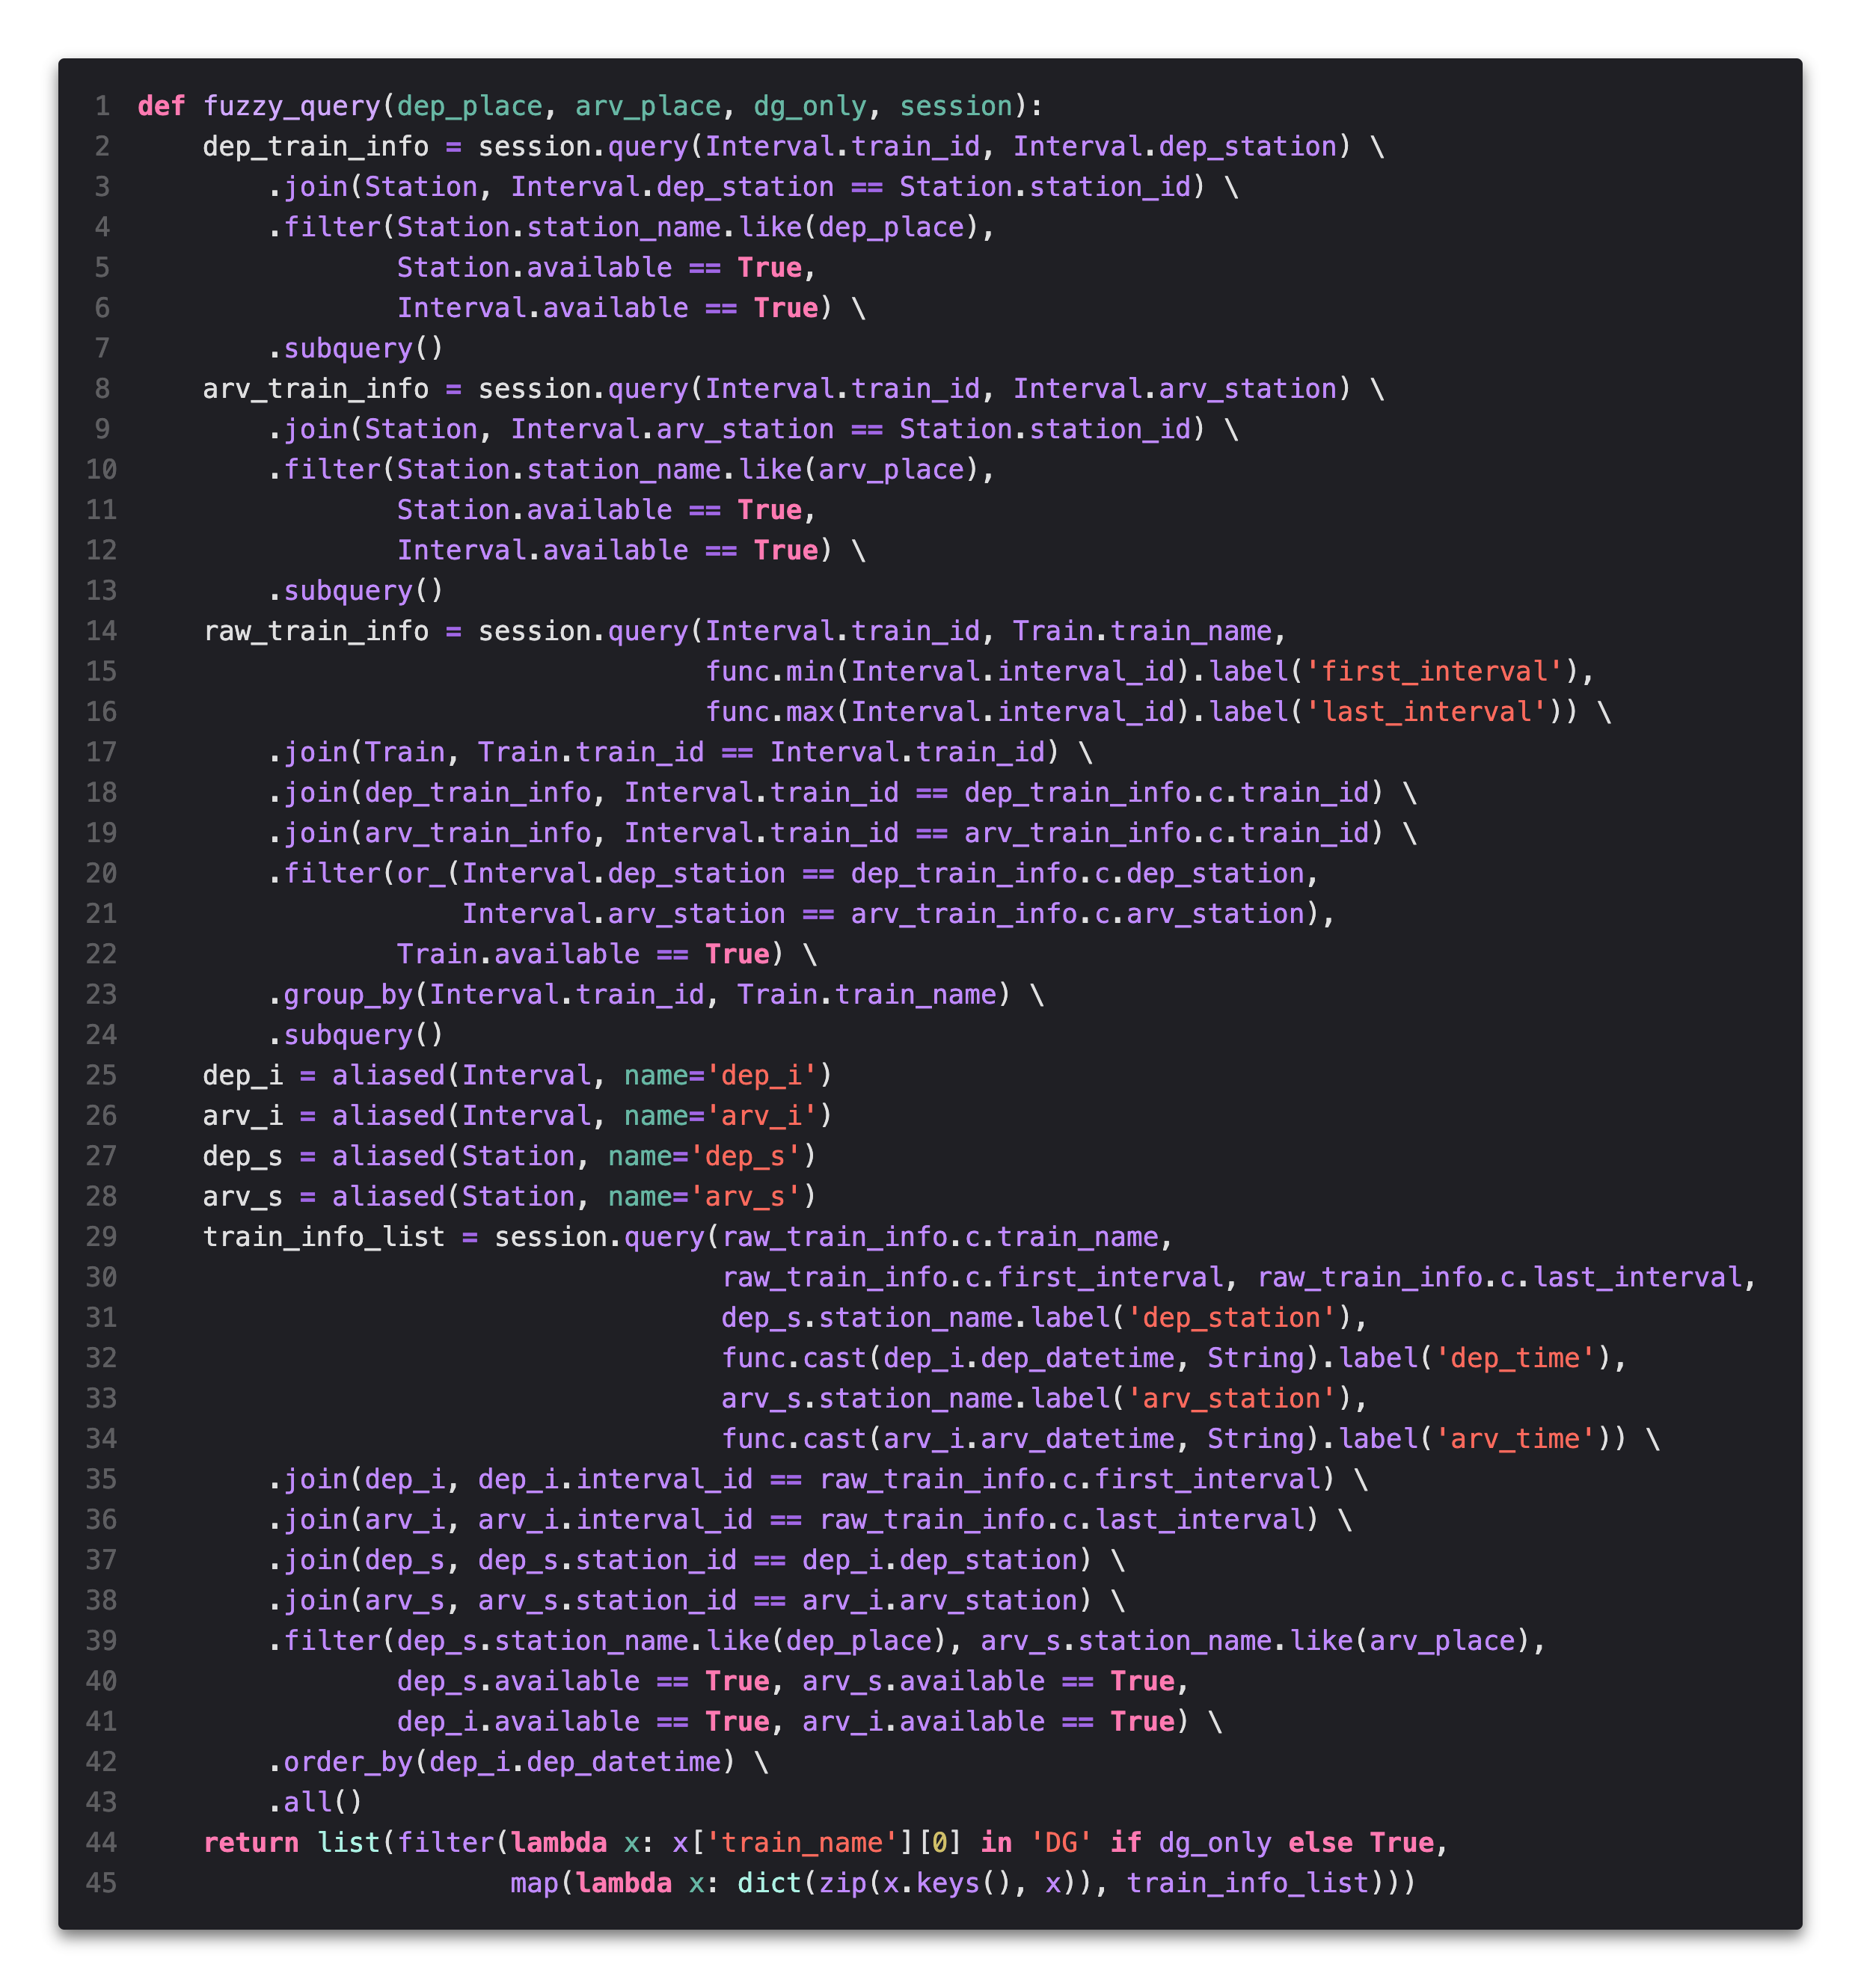 1 def fuzzy_query(dep_place, arv_place, dg_only, session):
2     dep_train_info = session.query(Interval.train_id, Interval.dep_station) \
3         .join(Station, Interval.dep_station == Station.station_id) \
4         .filter(Station.station_name.like(dep_place),
5                 Station.available == True,
6                 Interval.available == True) \
7         .subquery()
8     arv_train_info = session.query(Interval.train_id, Interval.arv_station) \
9         .join(Station, Interval.arv_station == Station.station_id) \
10         .filter(Station.station_name.like(arv_place),
11                 Station.available == True,
12                 Interval.available == True) \
13         .subquery()
14     raw_train_info = session.query(Interval.train_id, Train.train_name,
15                                    func.min(Interval.interval_id).label('first_interval'),
16                                    func.max(Interval.interval_id).label('last_interval')) \
17         .join(Train, Train.train_id == Interval.train_id) \
18         .join(dep_train_info, Interval.train_id == dep_train_info.c.train_id) \
19         .join(arv_train_info, Interval.train_id == arv_train_info.c.train_id) \
20         .filter(or_(Interval.dep_station == dep_train_info.c.dep_station,
21                     Interval.arv_station == arv_train_info.c.arv_station),
22                 Train.available == True) \
23         .group_by(Interval.train_id, Train.train_name) \
24         .subquery()
25     dep_i = aliased(Interval, name='dep_i')
26     arv_i = aliased(Interval, name='arv_i')
27     dep_s = aliased(Station, name='dep_s')
28     arv_s = aliased(Station, name='arv_s')
29     train_info_list = session.query(raw_train_info.c.train_name,
30                                     raw_train_info.c.first_interval, raw_train_info.c.last_interval,
31                                     dep_s.station_name.label('dep_station'),
32                                     func.cast(dep_i.dep_datetime, String).label('dep_time'),
33                                     arv_s.station_name.label('arv_station'),
34                                     func.cast(arv_i.arv_datetime, String).label('arv_time')) \
35         .join(dep_i, dep_i.interval_id == raw_train_info.c.first_interval) \
36         .join(arv_i, arv_i.interval_id == raw_train_info.c.last_interval) \
37         .join(dep_s, dep_s.station_id == dep_i.dep_station) \
38         .join(arv_s, arv_s.station_id == arv_i.arv_station) \
39         .filter(dep_s.station_name.like(dep_place), arv_s.station_name.like(arv_place),
40                 dep_s.available == True, arv_s.available == True,
41                 dep_i.available == True, arv_i.available == True) \
42         .order_by(dep_i.dep_datetime) \
43         .all()
44     return list(filter(lambda x: x['train_name'][0] in 'DG' if dg_only else True,
45                        map(lambda x: dict(zip(x.keys(), x)), train_info_list)))